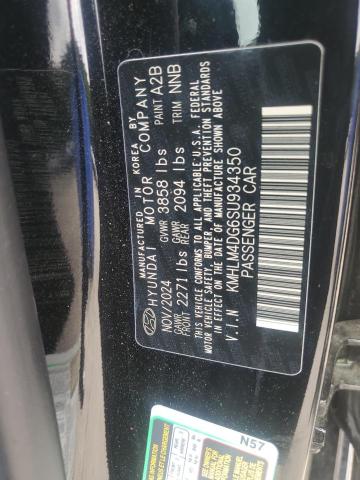 MANUFACTURED BY
IN KOREA BY
HYUNDAI MOTOR COMPANY
NOV/2024 GVWR 3858 lbs PAINT A2B
GAWR FRONT 2271 lbs GAWR REAR 2094 lbs TRIM NNB
THIS VEHICLE CONFORMS TO ALL APPLICABLE U.S.A. FEDERAL
MOTOR VEHICLE SAFETY, BUMPER, AND THEFT PREVENTION STANDARDS
IN EFFECT ON THE DATE OF MANUFACTURE SHOWN ABOVE.
V.I.N KMHLM4DG6SU934350
PASSENGER CAR
N57